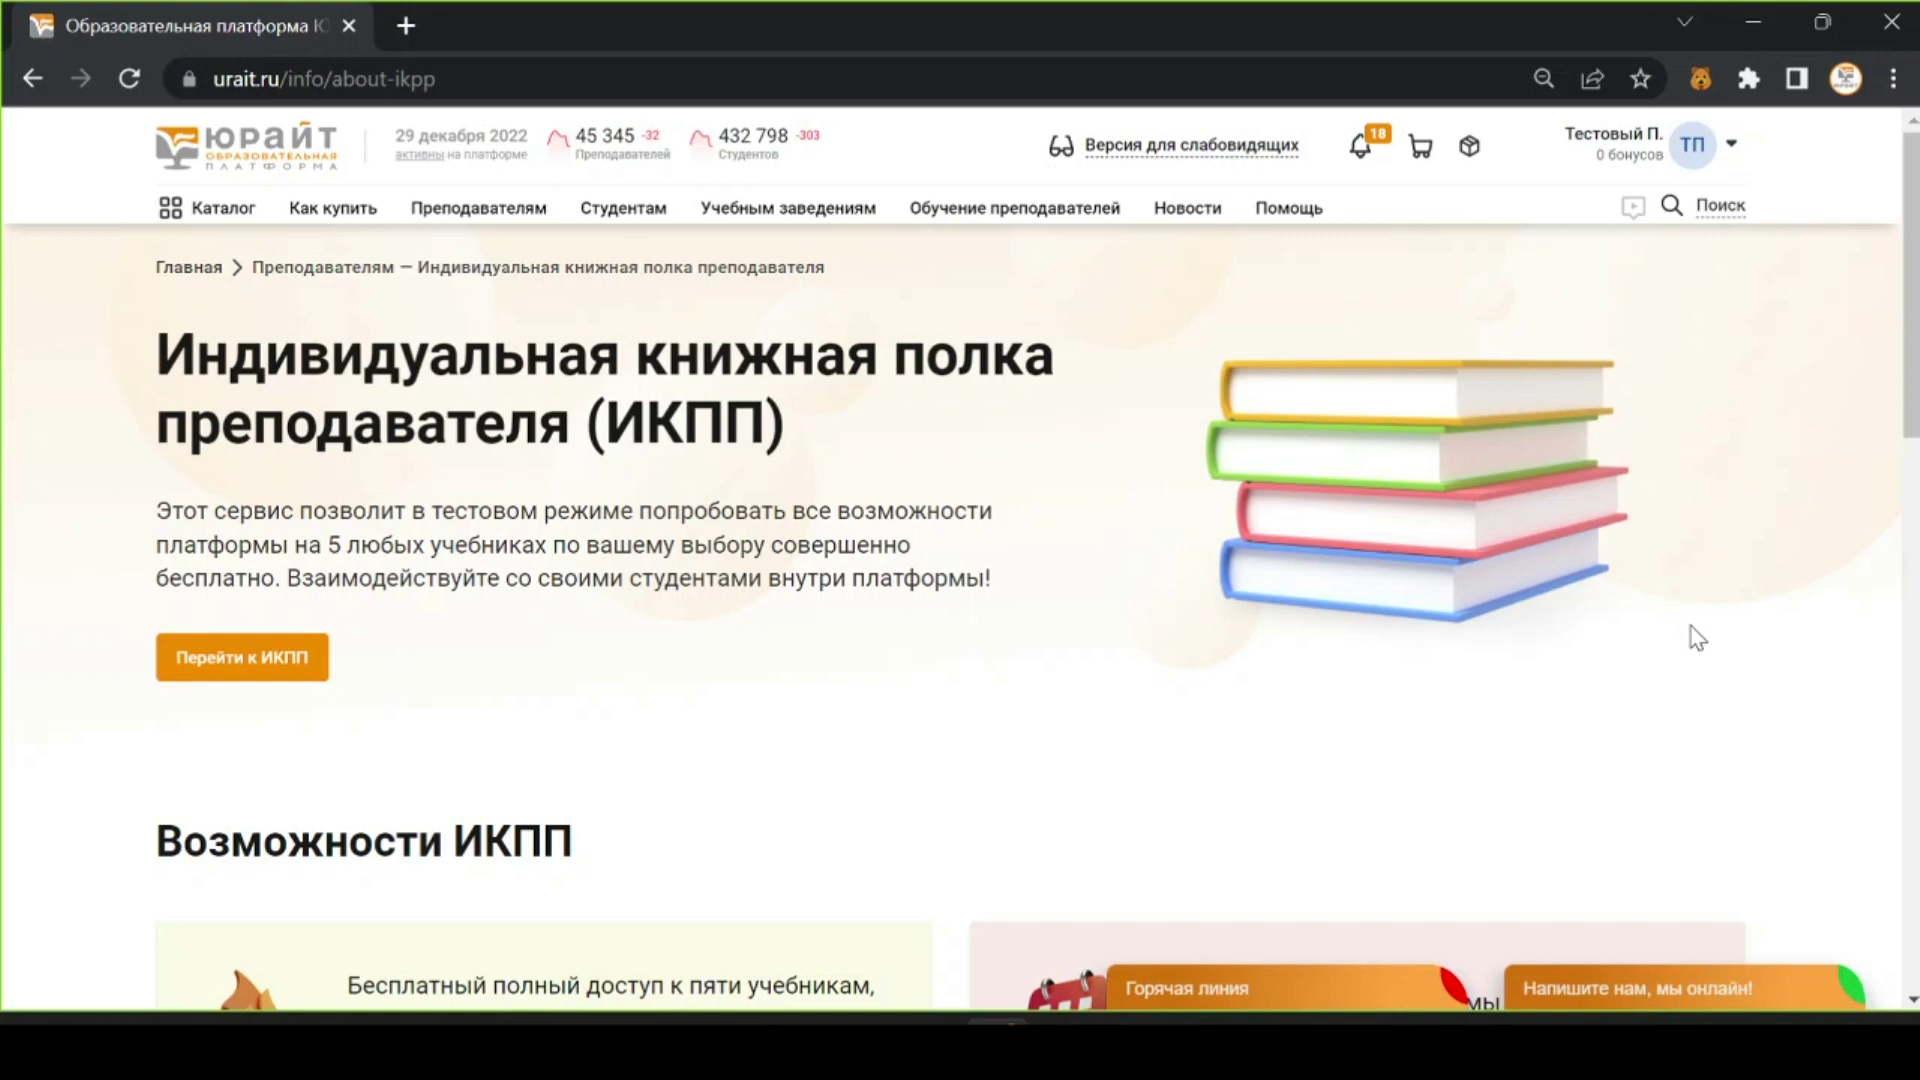 Образовательная платформа Ю
urait.ru/info/about-ikpp
ЮРАЙТ
ОБРАЗОВАТЕЛЬНАЯ
ПЛАТФОРМА
29 декабря 2022
активны на платформе
45 345 -32
Преподавателей
432 798 -303
Студентов
Версия для слабовидящих
18
Тестовый П.
0 бонусов
ТП
Каталог
Как купить
Преподавателям
Студентам
Учебным заведениям
Обучение преподавателей
Новости
Помощь
Поиск
Главная
Преподавателям — Индивидуальная книжная полка преподавателя
Индивидуальная книжная полка
преподавателя (ИКПП)
Этот сервис позволит в тестовом режиме попробовать все возможности
платформы на 5 любых учебниках по вашему выбору совершенно
бесплатно. Взаимодействуйте со своими студентами внутри платформы!
Перейти к ИКПП
Возможности ИКПП
Бесплатный полный доступ к пяти учебникам,
Горячая линия
мы
Напишите нам, мы онлайн!